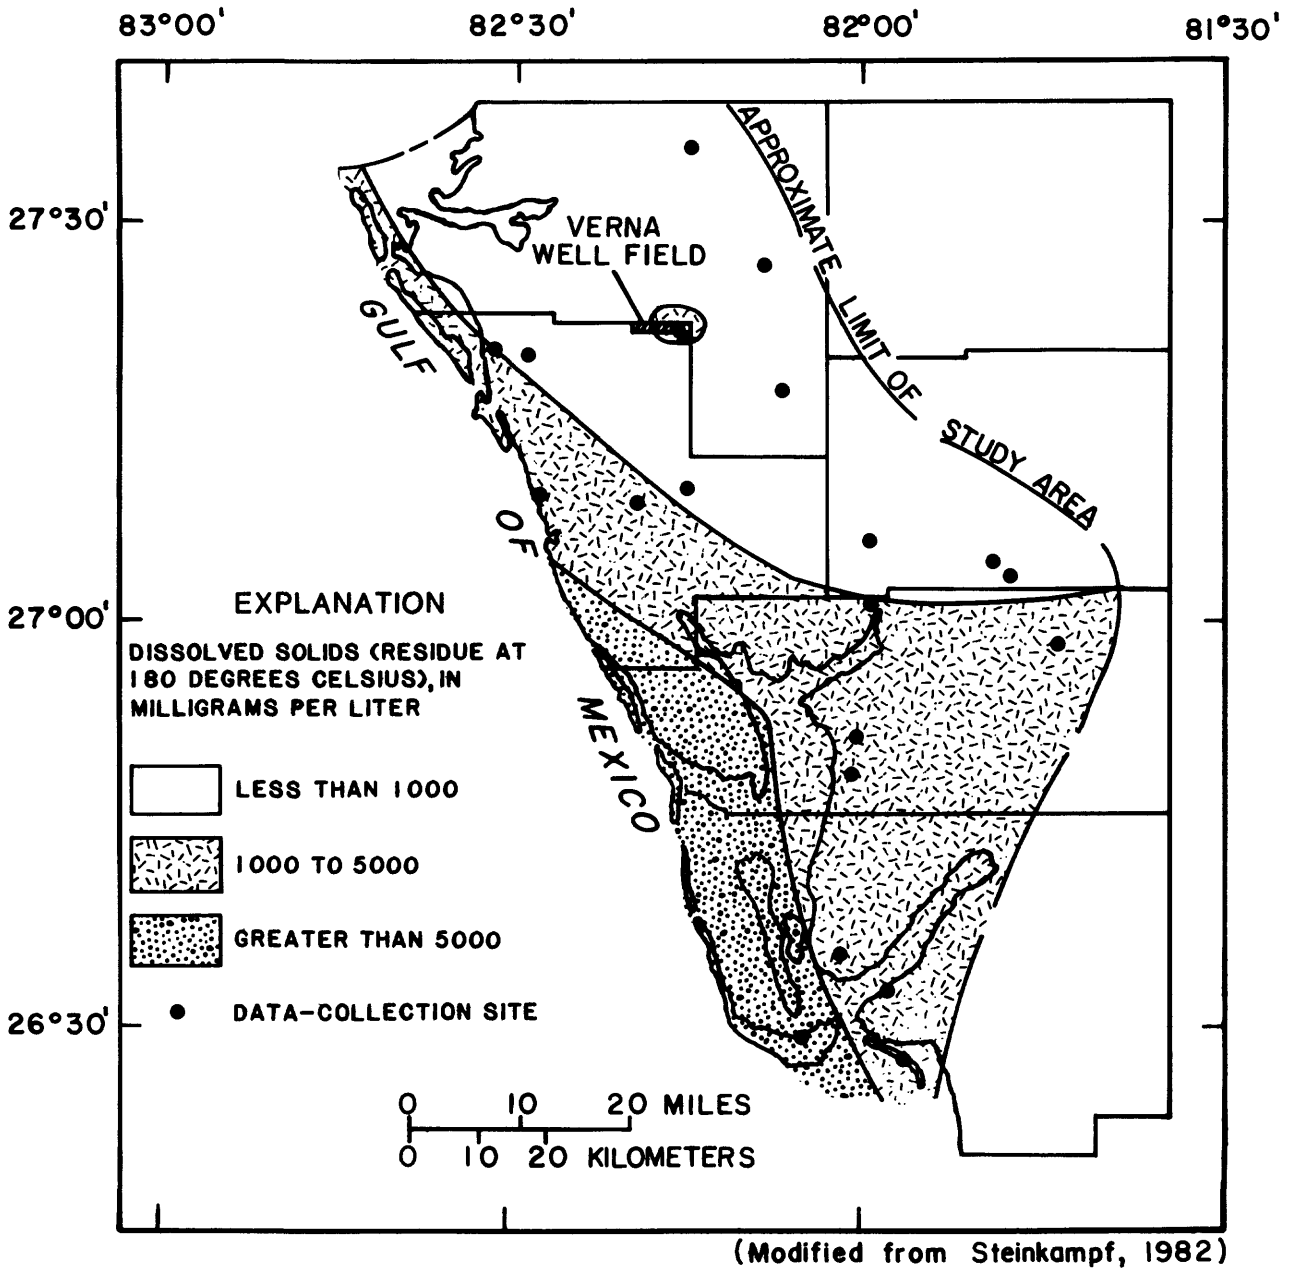 83°00'
82°30'
82°00'
81°30'
27°30'
27°00'
26°30'
APPROXIMATE LIMIT OF STUDY AREA
VERNA
WELL FIELD
GULF OF MEXICO
EXPLANATION
DISSOLVED SOLIDS (RESIDUE AT
180 DEGREES CELSIUS), IN
MILLIGRAMS PER LITER
LESS THAN 1000
1000 TO 5000
GREATER THAN 5000
DATA-COLLECTION SITE
0 10 20 MILES
0 10 20 KILOMETERS
(Modified from Steinkampf, 1982)